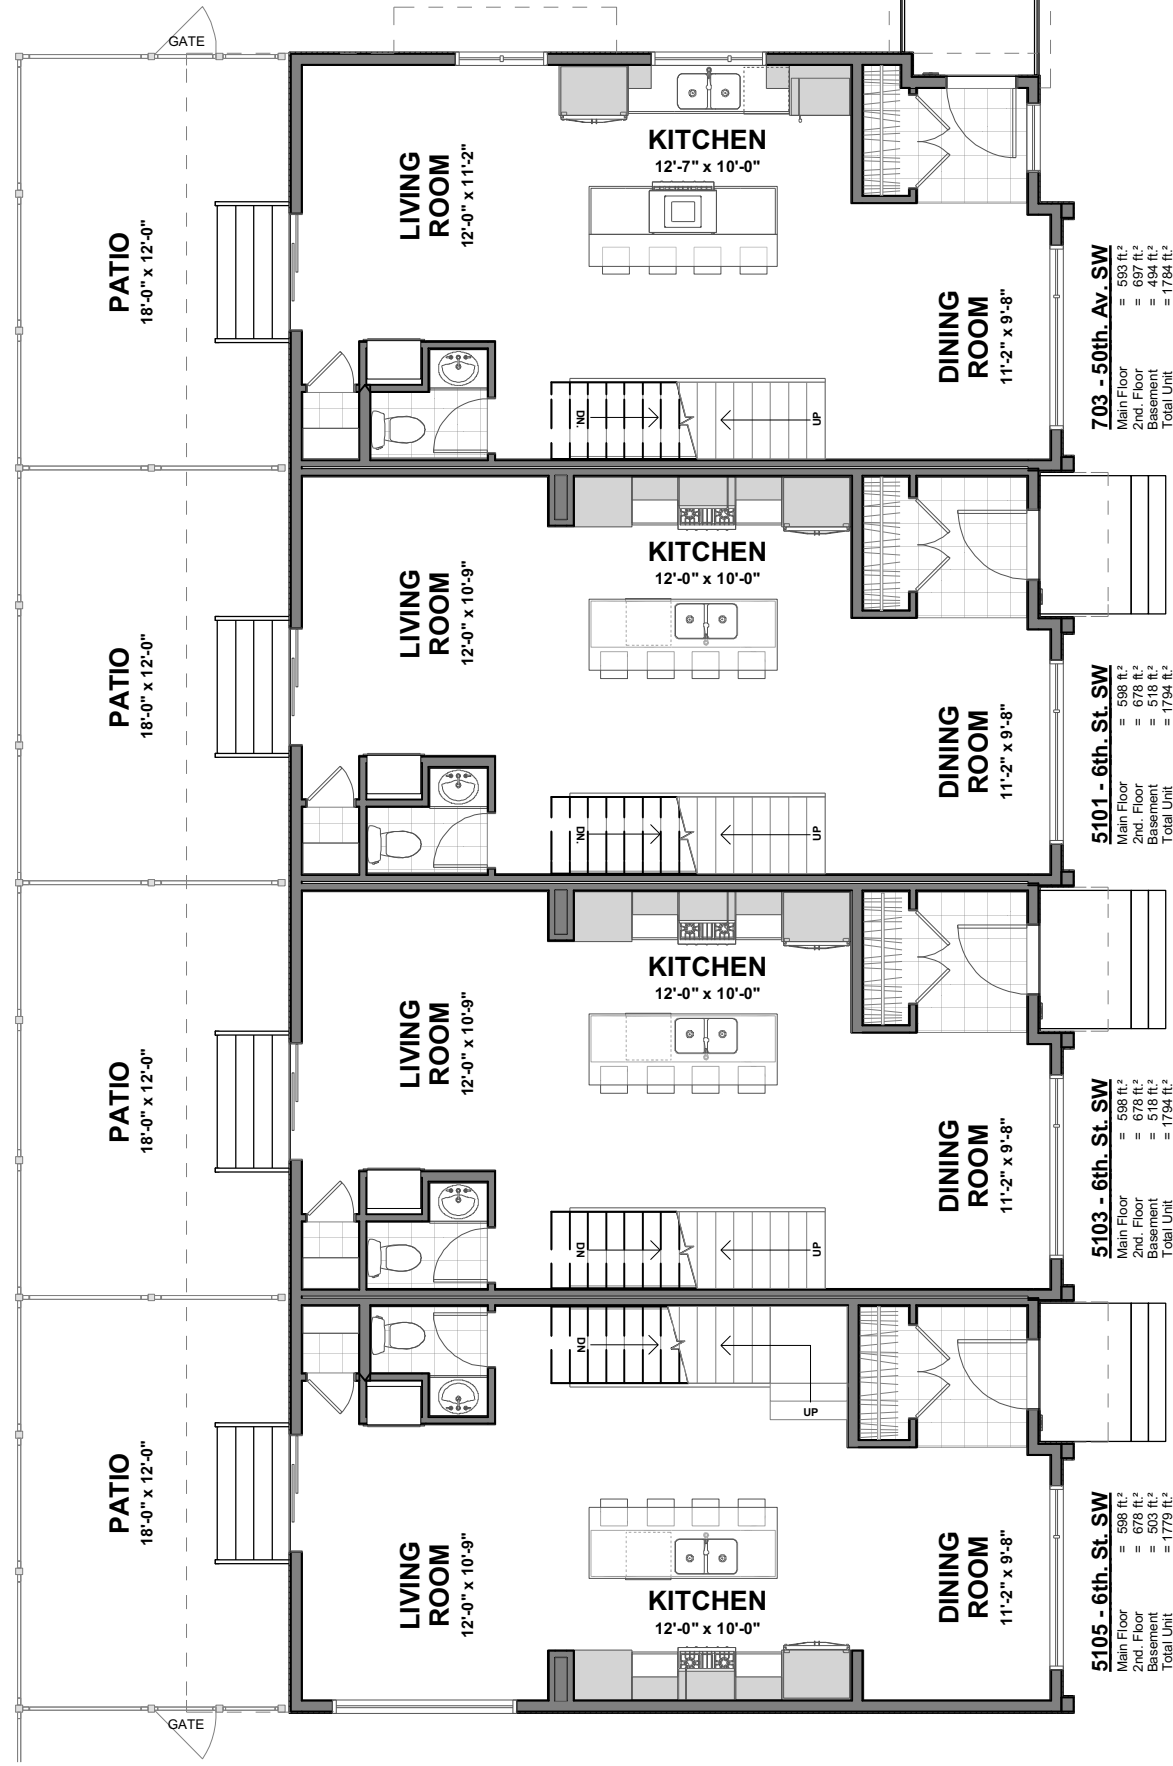 GATE
PATIO
18'-0" x 12'-0"
LIVING
ROOM
12'-0" x 11'-2"
KITCHEN
12'-7" x 10'-0"
DINING
ROOM
11'-2" x 9'-8"
DN.
UP
703 - 50th. Av. SW
Main Floor = 593 ft.²
2nd. Floor = 697 ft.²
Basement = 494 ft.²
Total Unit = 1784 ft.²
PATIO
18'-0" x 12'-0"
LIVING
ROOM
12'-0" x 10'-9"
KITCHEN
12'-0" x 10'-0"
DINING
ROOM
11'-2" x 9'-8"
DN.
UP
5101 - 6th. St. SW
Main Floor = 598 ft.²
2nd. Floor = 678 ft.²
Basement = 518 ft.²
Total Unit = 1794 ft.²
PATIO
18'-0" x 12'-0"
LIVING
ROOM
12'-0" x 10'-9"
KITCHEN
12'-0" x 10'-0"
DINING
ROOM
11'-2" x 9'-8"
DN
UP
5103 - 6th. St. SW
Main Floor = 598 ft.²
2nd. Floor = 678 ft.²
Basement = 518 ft.²
Total Unit = 1794 ft.²
PATIO
18'-0" x 12'-0"
LIVING
ROOM
12'-0" x 10'-9"
DN
UP
KITCHEN
12'-0" x 10'-0"
DINING
ROOM
11'-2" x 9'-8"
5105 - 6th. St. SW
Main Floor = 598 ft.²
2nd. Floor = 678 ft.²
Basement = 503 ft.²
Total Unit = 1779 ft.²
GATE